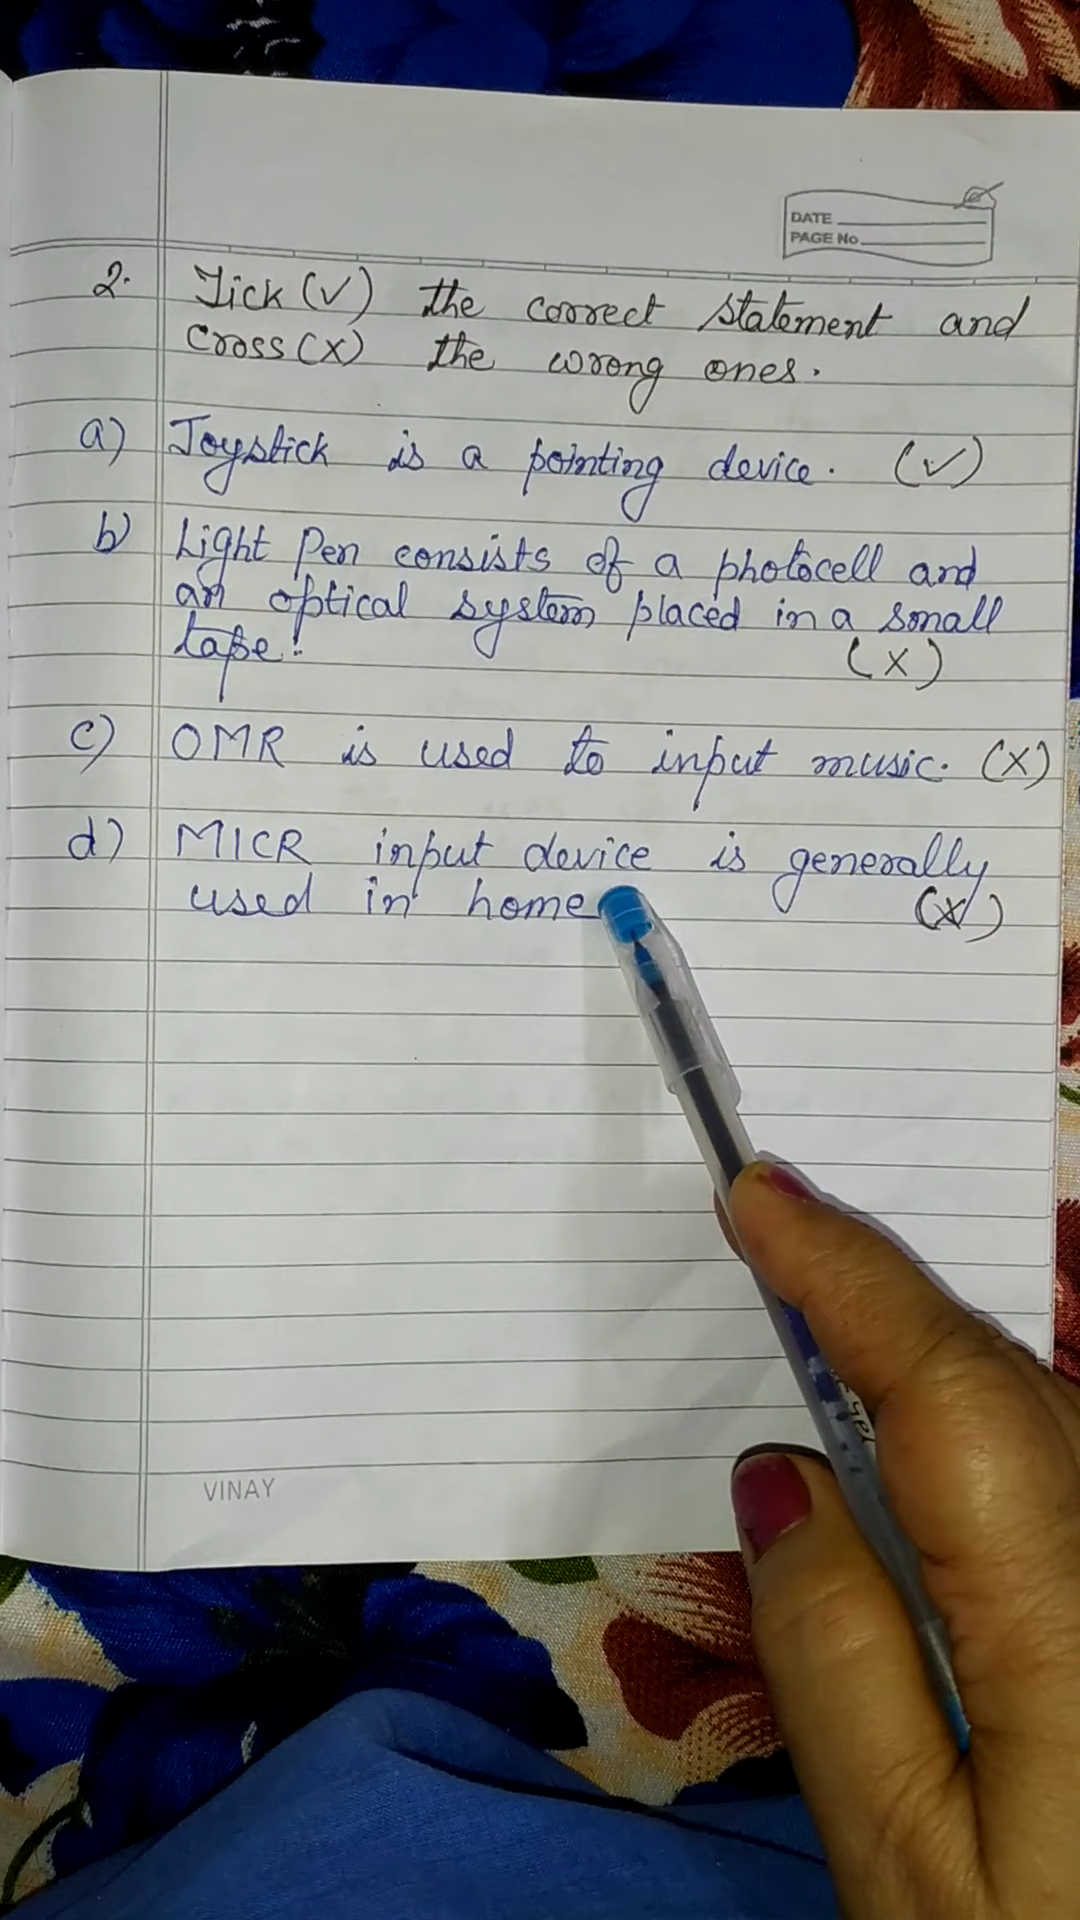 DATE
PAGE No
2. Tick (✓) the correct statement and
Cross (X) the wrong ones.
a) Joystick is a pointing device. (✓)
b) Light Pen consists of a photocell and
an optical system placed in a small
tape. (X)
c) OMR is used to input music. (X)
d) MICR input device is generally
used in home (X)
VINAY